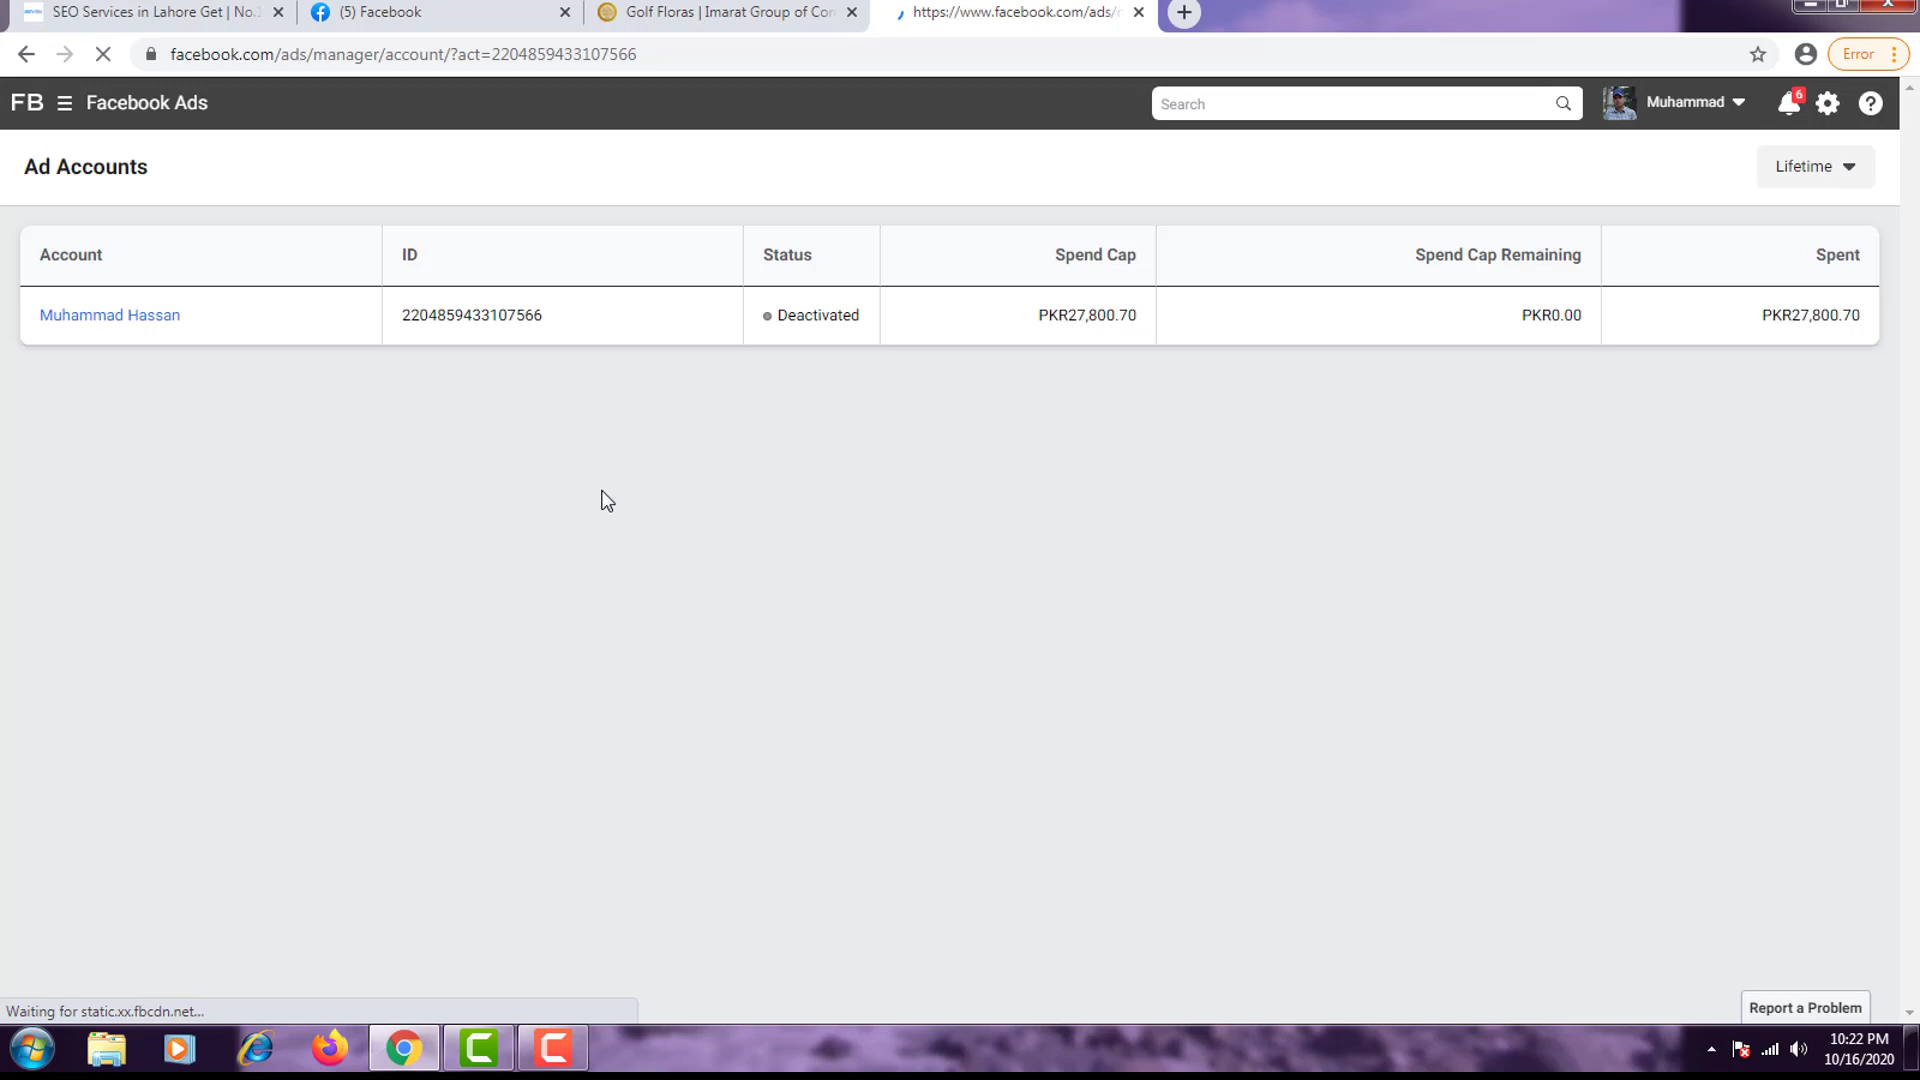 SEO Services in Lahore Get | No.1
(5) Facebook
Golf Floras | Imarat Group of Con
https://www.facebook.com/ads/
facebook.com/ads/manager/account/?act=2204859433107566
Error
FB Facebook Ads
Search
Muhammad
6
Ad Accounts
Lifetime
Account ID Status Spend Cap Spend Cap Remaining Spent
Muhammad Hassan 2204859433107566 Deactivated PKR27,800.70 PKR0.00 PKR27,800.70
Waiting for static.xx.fbcdn.net...
Report a Problem
10:22 PM
10/16/2020